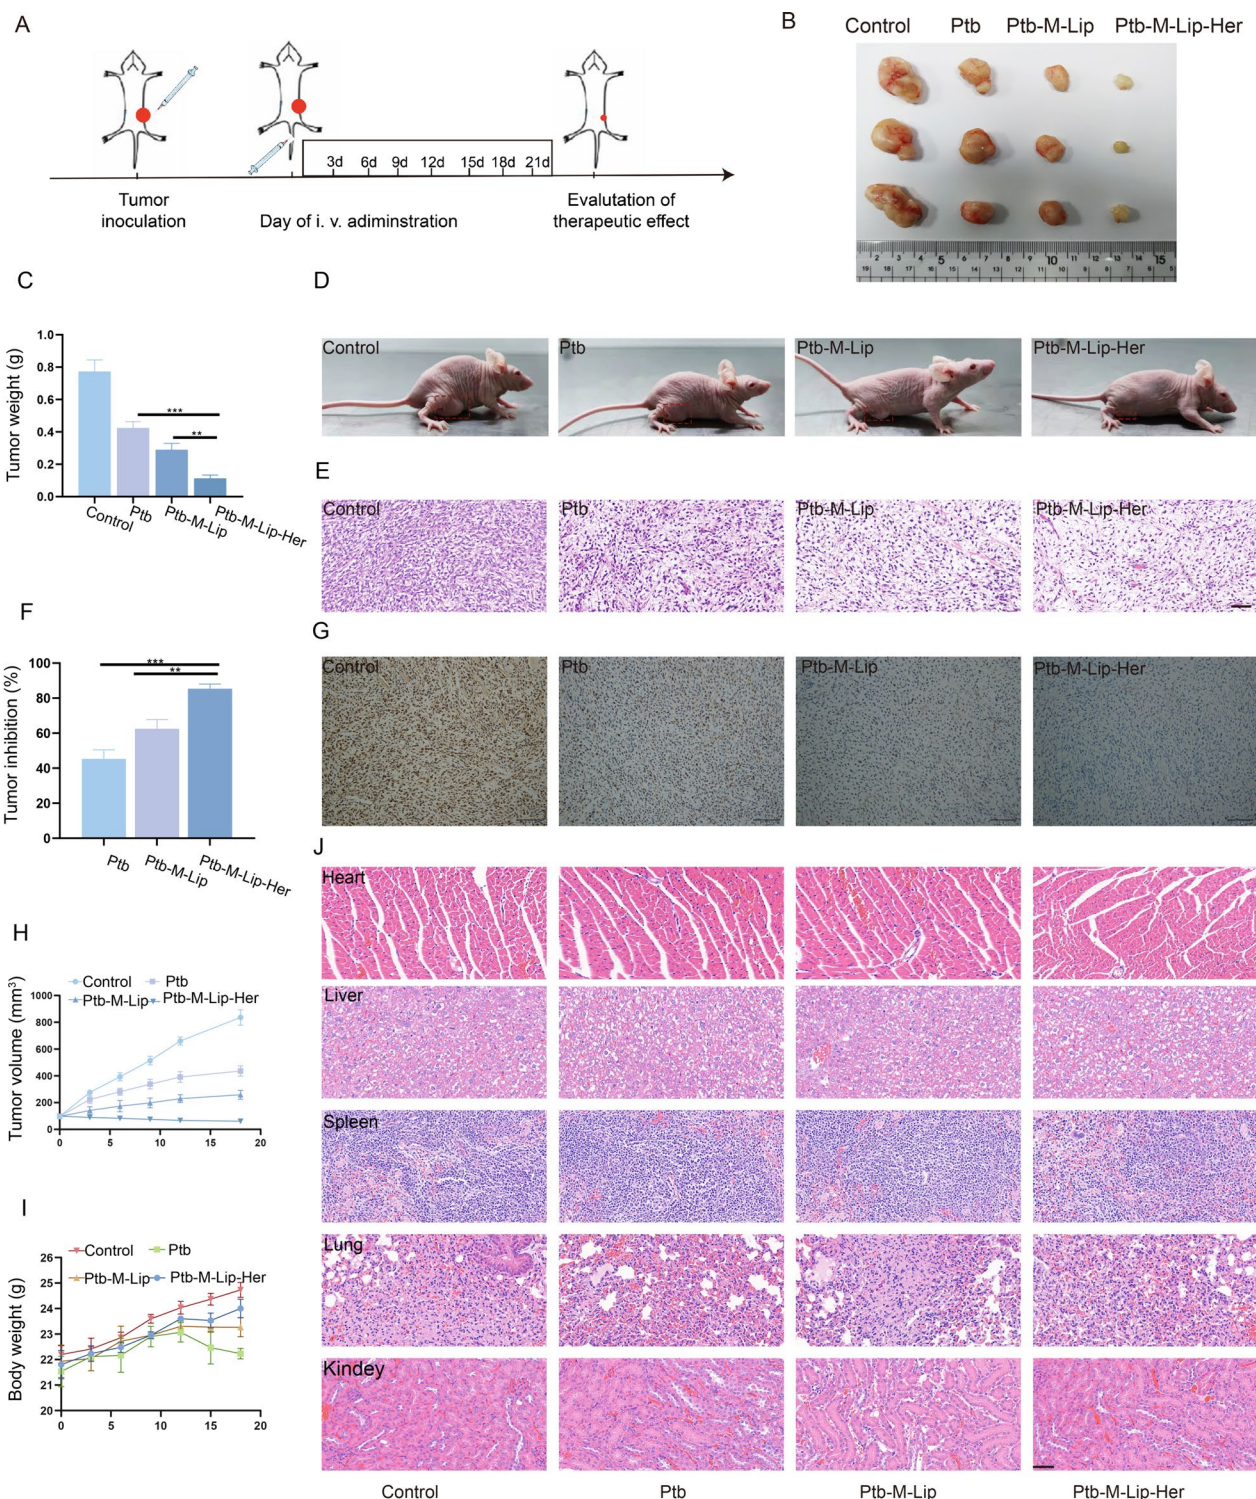 A
3d 6d 9d 12d 15d 18d 21d
Tumor
inoculation
Day of i. v. adiminstration
Evalutation of
therapeutic effect
B
Control Ptb Ptb-M-Lip Ptb-M-Lip-Her
C
Tumor weight (g)
1.0
0.8
0.6
0.4
0.2
0.0
***
**
Control Ptb Ptb-M-Lip Ptb-M-Lip-Her
D
Control Ptb Ptb-M-Lip Ptb-M-Lip-Her
E
Control Ptb Ptb-M-Lip Ptb-M-Lip-Her
F
Tumor inhibition (%)
100
80
60
40
20
0
***
**
Ptb Ptb-M-Lip Ptb-M-Lip-Her
G
Control Ptb Ptb-M-Lip Ptb-M-Lip-Her
H
Control Ptb
Ptb-M-Lip Ptb-M-Lip-Her
Tumor volume (mm³)
1000
800
600
400
200
0
0 5 10 15 20
I
Control Ptb
Ptb-M-Lip Ptb-M-Lip-Her
Body weight (g)
26
25
24
23
22
21
20
0 5 10 15 20
J
Heart
Liver
Spleen
Lung
Kindey
Control Ptb Ptb-M-Lip Ptb-M-Lip-Her